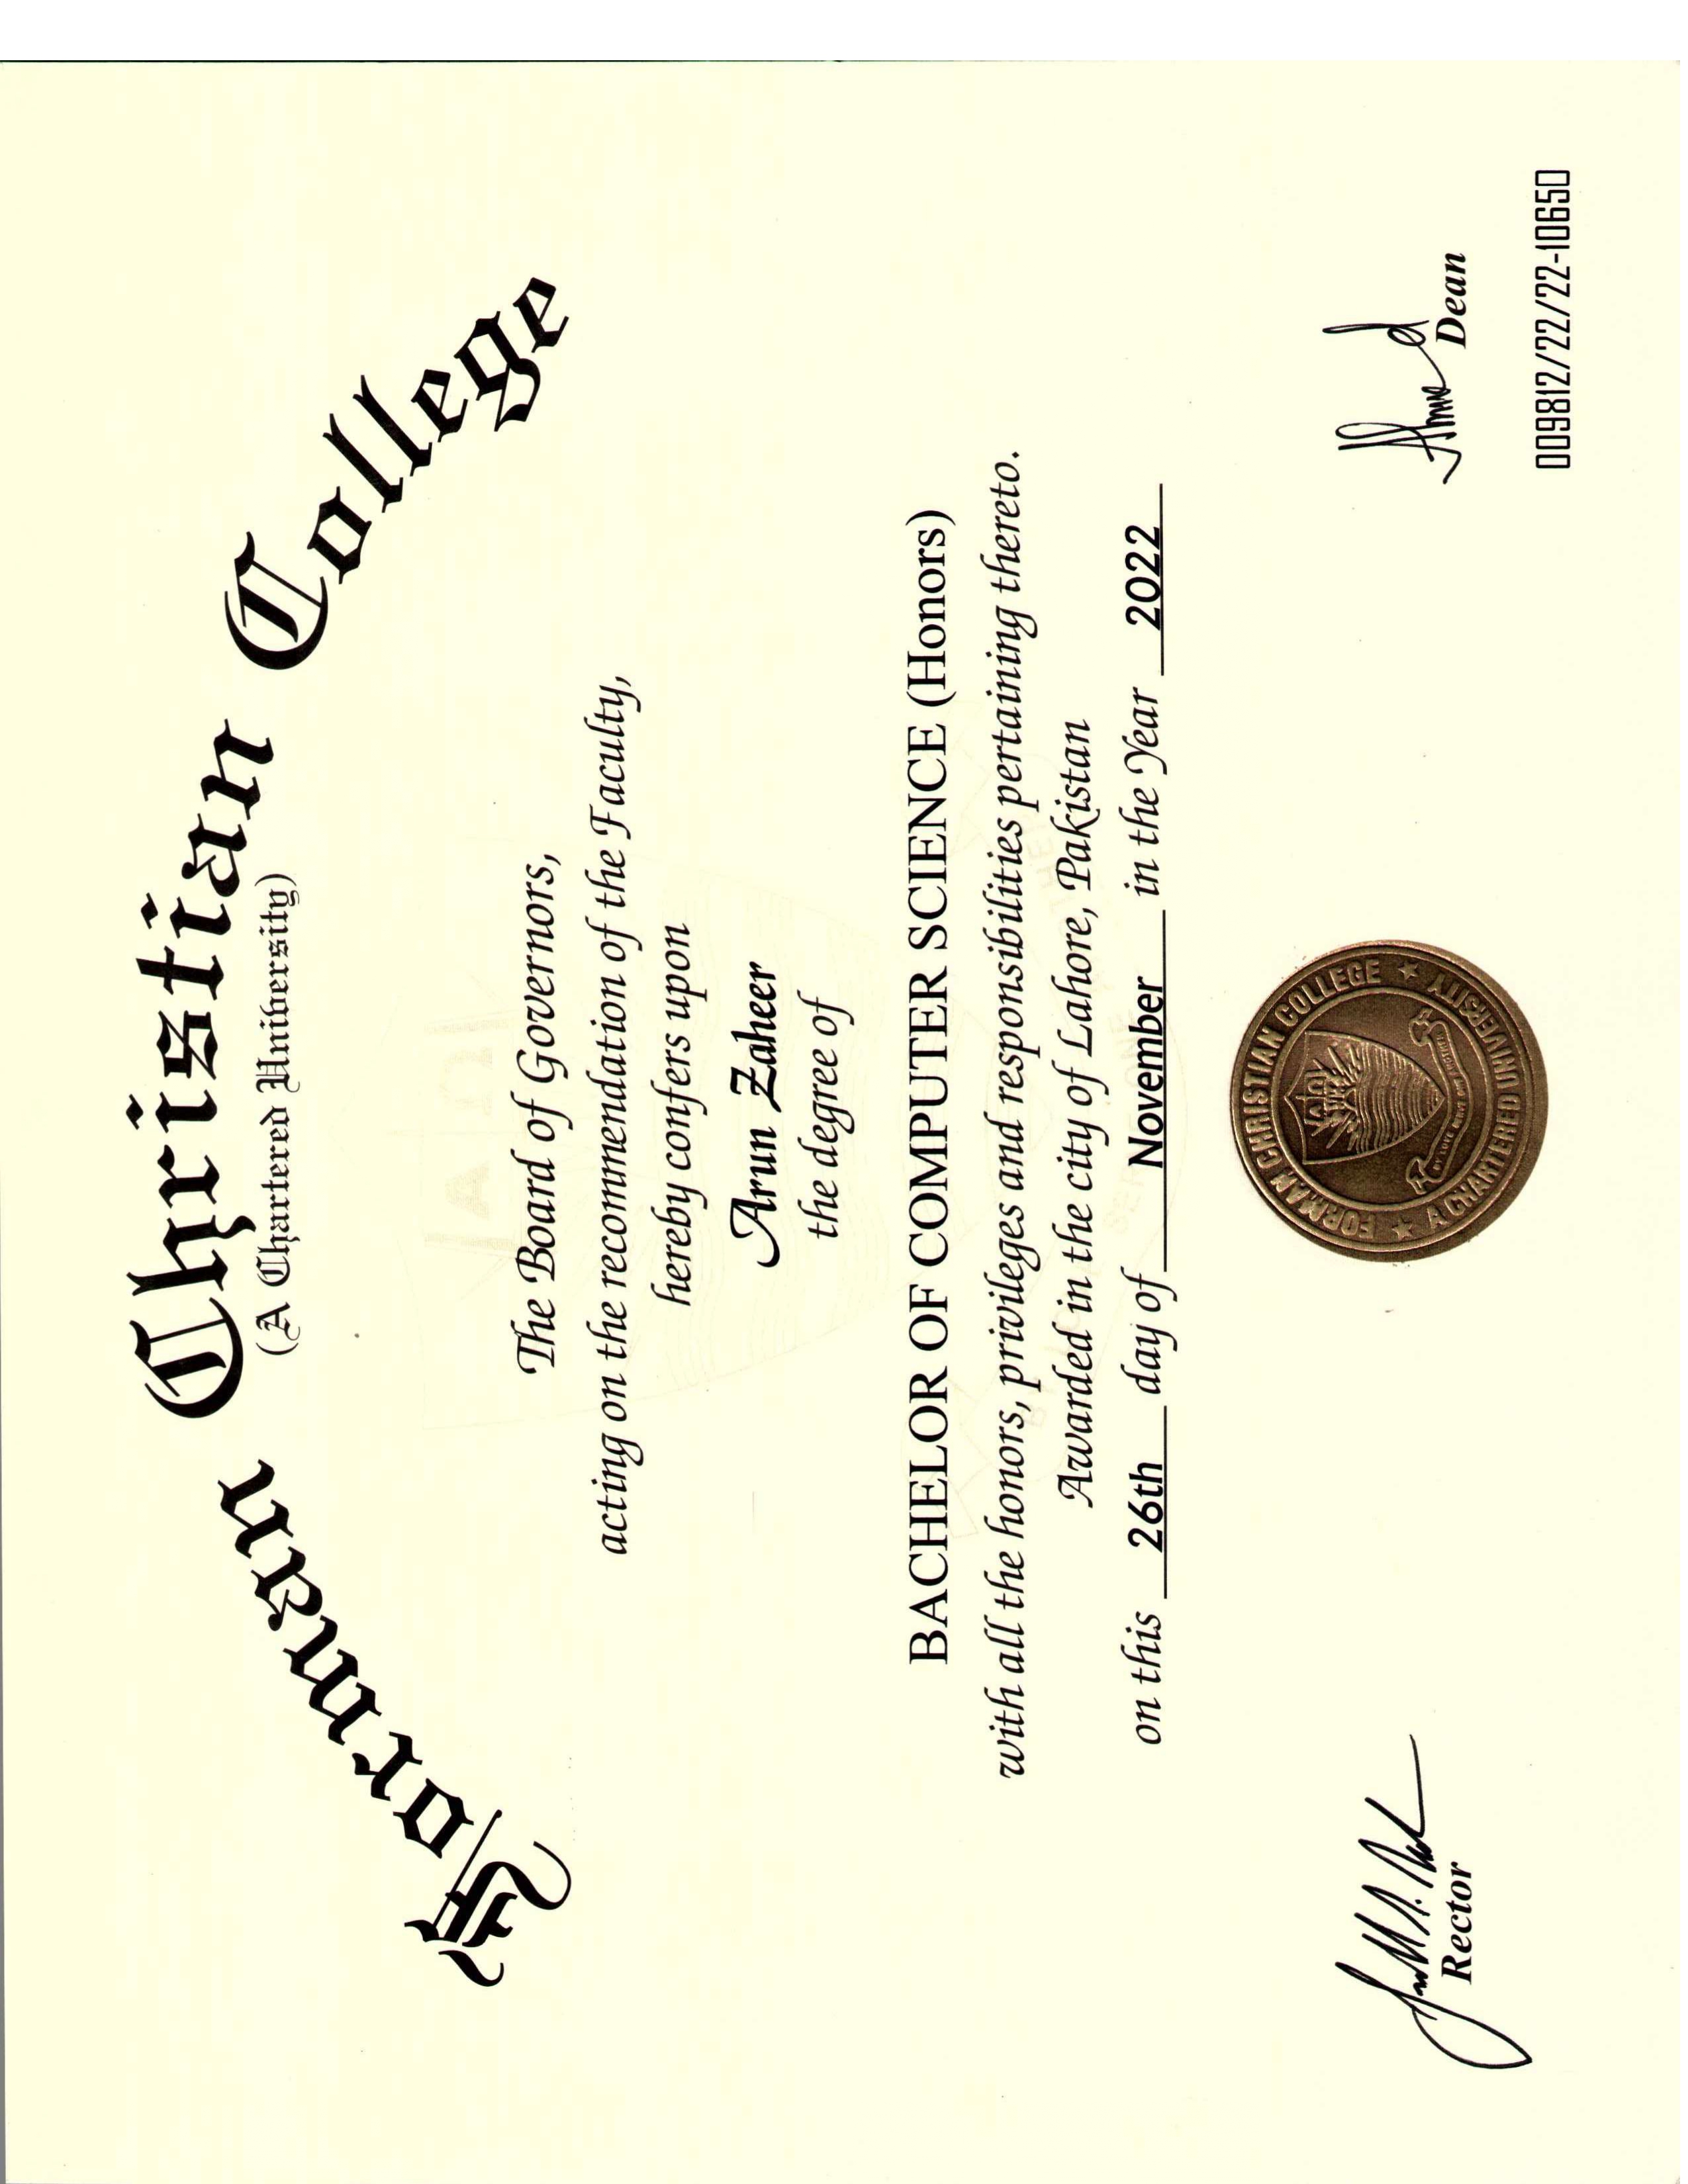 Forman Christian College
(A Chartered University)
The Board of Governors,
acting on the recommendation of the Faculty,
hereby confers upon
Arun Zaheer
the degree of
BACHELOR OF COMPUTER SCIENCE (Honors)
with all the honors, privileges and responsibilities pertaining thereto.
Awarded in the city of Lahore, Pakistan
on this 26th day of November in the Year 2022
FORMAN CHRISTIAN COLLEGE
ΑΩ
BY LOVE SERVE ONE ANOTHER
A CHARTERED UNIVERSITY
Rector
Ahmed
Dean
009812/22/22-10650